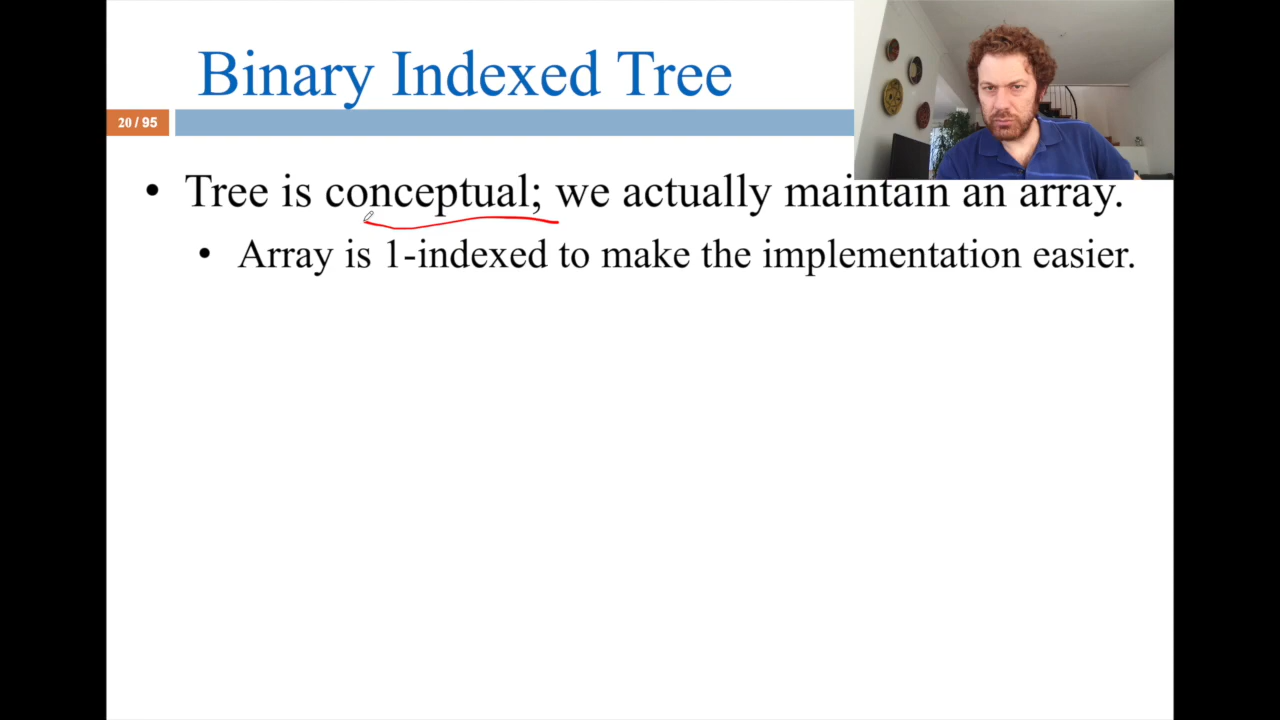 Binary Indexed Tree
20 / 95
• Tree is conceptual; we actually maintain an array.
• Array is 1-indexed to make the implementation easier.